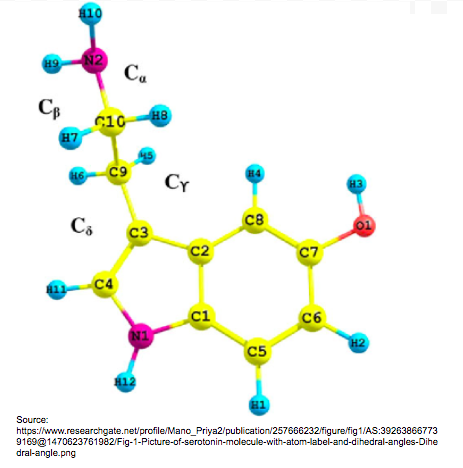 H10
H9 N2 Cα
Cβ
C10 H8
H7
H5
H6 C9 Cγ H4 H3
Cδ C3 C8 O1
C2 C7
H11 C4
N1 C1 C6
C5 H2
H12
H1
Source:
https://www.researchgate.net/profile/Mano_Priya2/publication/257666232/figure/fig1/AS:39263866773
9169@1470623761982/Fig-1-Picture-of-serotonin-molecule-with-atom-label-and-dihedral-angles-Dihe
dral-angle.png